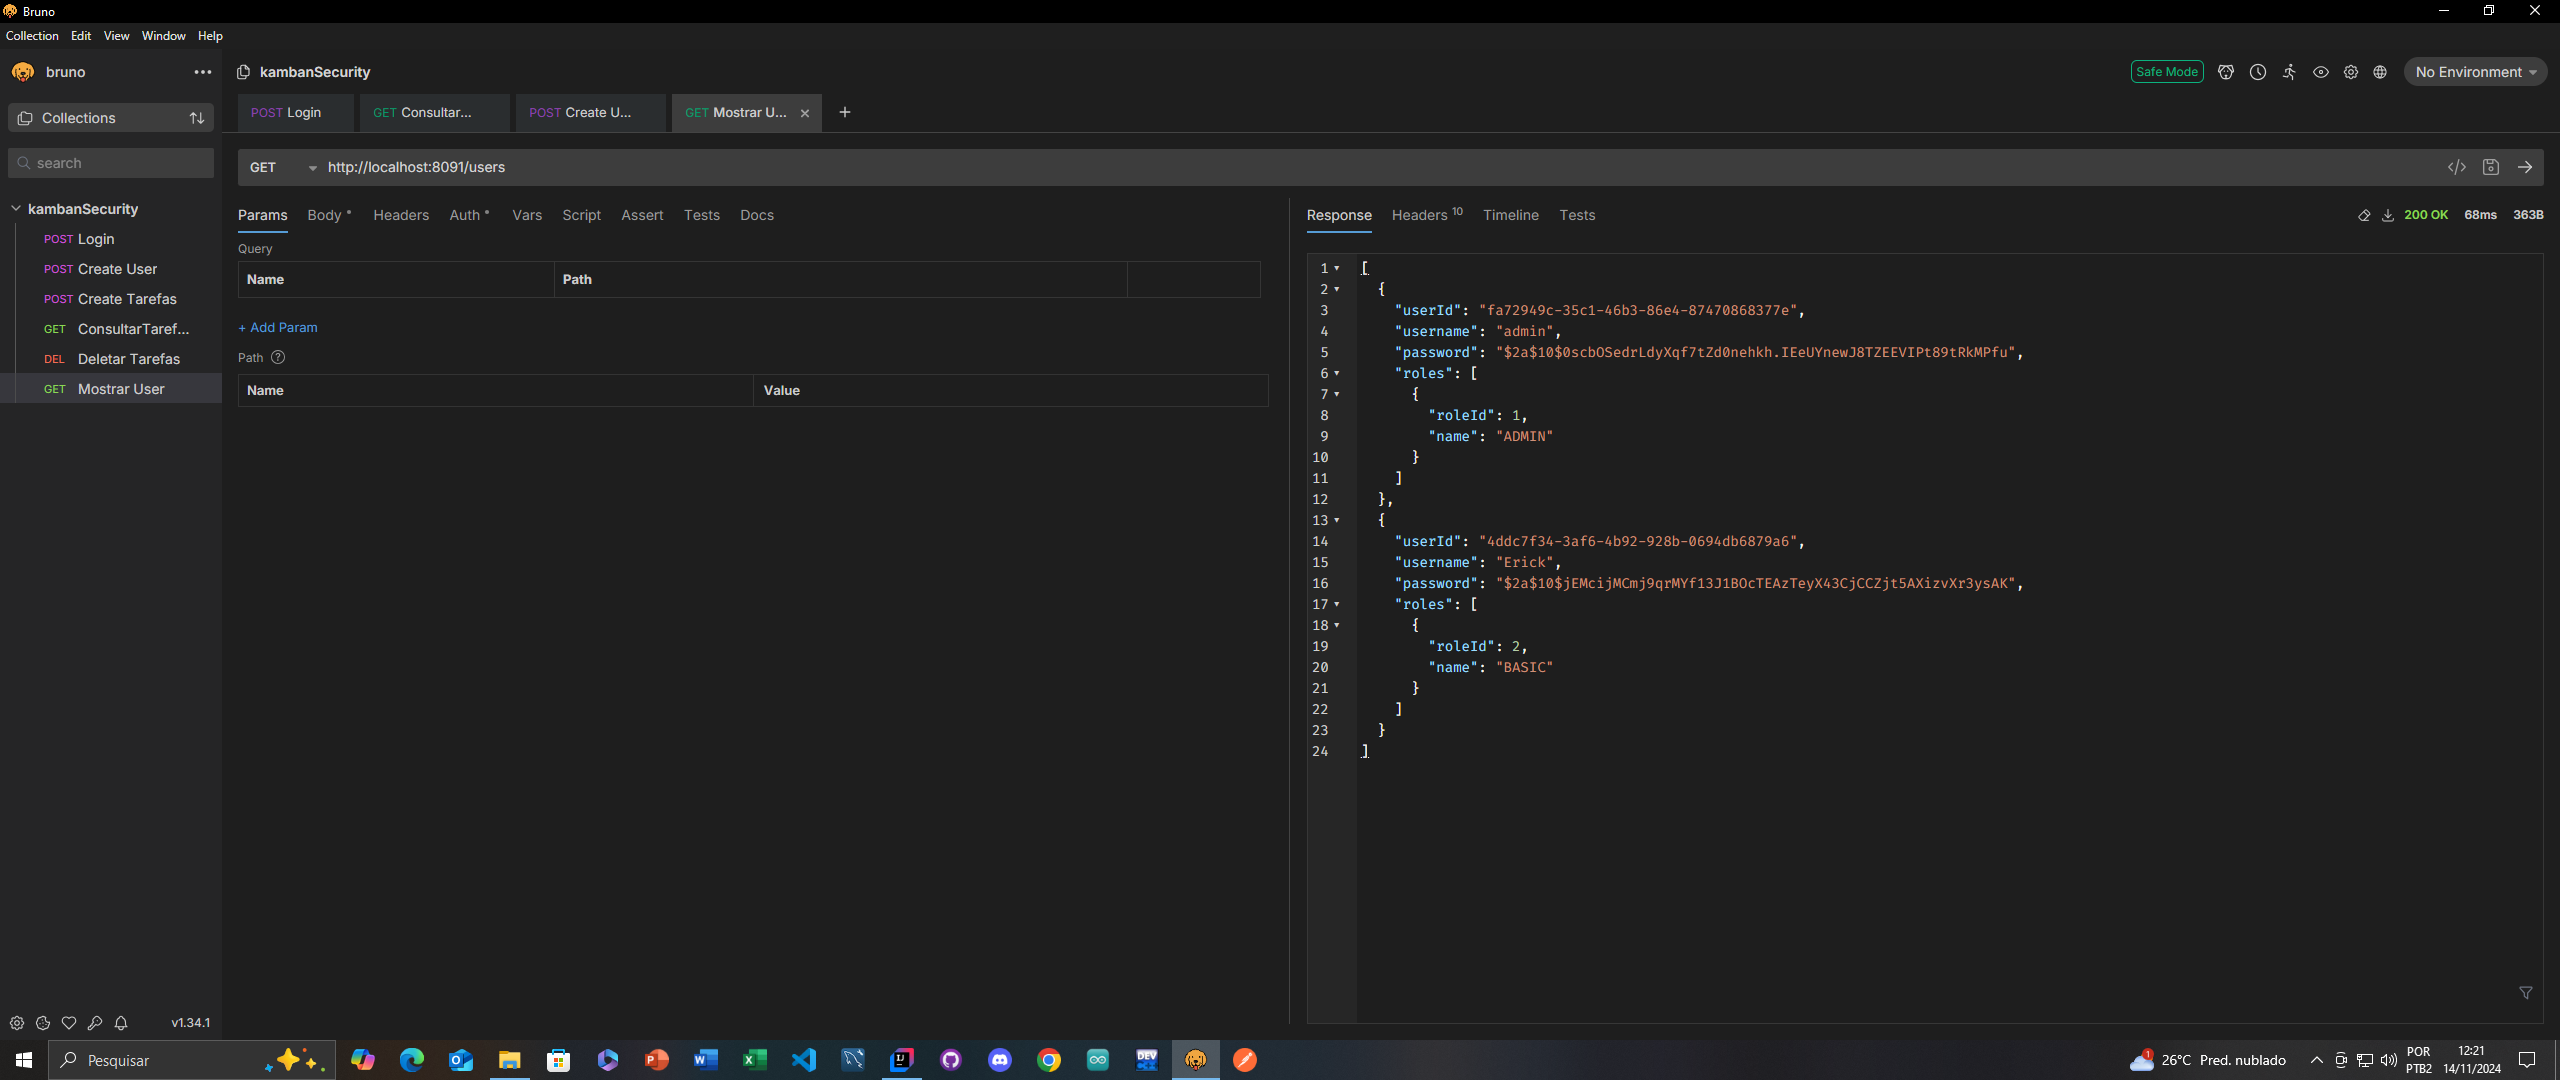 Bruno
Collection Edit View Window Help
bruno
kambanSecurity
Safe Mode
No Environment
Collections
POST Login
GET Consultar...
POST Create U...
GET Mostrar U...
search
GET http://localhost:8091/users
kambanSecurity
POST Login
POST Create User
POST Create Tarefas
GET ConsultarTaref...
DEL Deletar Tarefas
GET Mostrar User
Params Body Headers Auth Vars Script Assert Tests Docs
Query
Name Path
+ Add Param
Path ?
Name Value
Response Headers 10 Timeline Tests
200 OK 68ms 363B
1 [
2 {
3 "userId": "fa72949c-35c1-46b3-86e4-87470868377e",
4 "username": "admin",
5 "password": "$2a$10$0scbOSedrLdyXqf7tZd0nehkh.IEeUYnewJ8TZEEVIPt89tRkMPfu",
6 "roles": [
7 {
8 "roleId": 1,
9 "name": "ADMIN"
10 }
11 ]
12 },
13 {
14 "userId": "4ddc7f34-3af6-4b92-928b-0694db6879a6",
15 "username": "Erick",
16 "password": "$2a$10$jEMcijMCmj9qrMYf13J1BOcTEAzTeyX43CjCCZjt5AXizvXr3ysAK",
17 "roles": [
18 {
19 "roleId": 2,
20 "name": "BASIC"
21 }
22 ]
23 }
24 ]
v1.34.1
Pesquisar
26°C Pred. nublado
POR
PTB2
12:21
14/11/2024